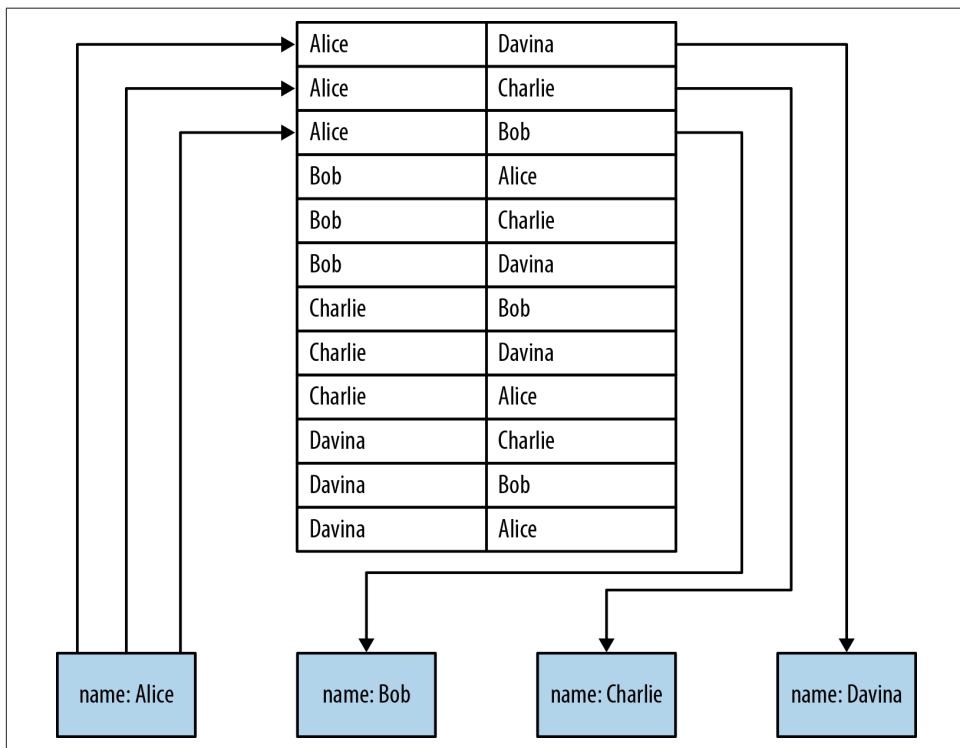 Alice Davina
Alice Charlie
Alice Bob
Bob Alice
Bob Charlie
Bob Davina
Charlie Bob
Charlie Davina
Charlie Alice
Davina Charlie
Davina Bob
Davina Alice
name: Alice name: Bob name: Charlie name: Davina